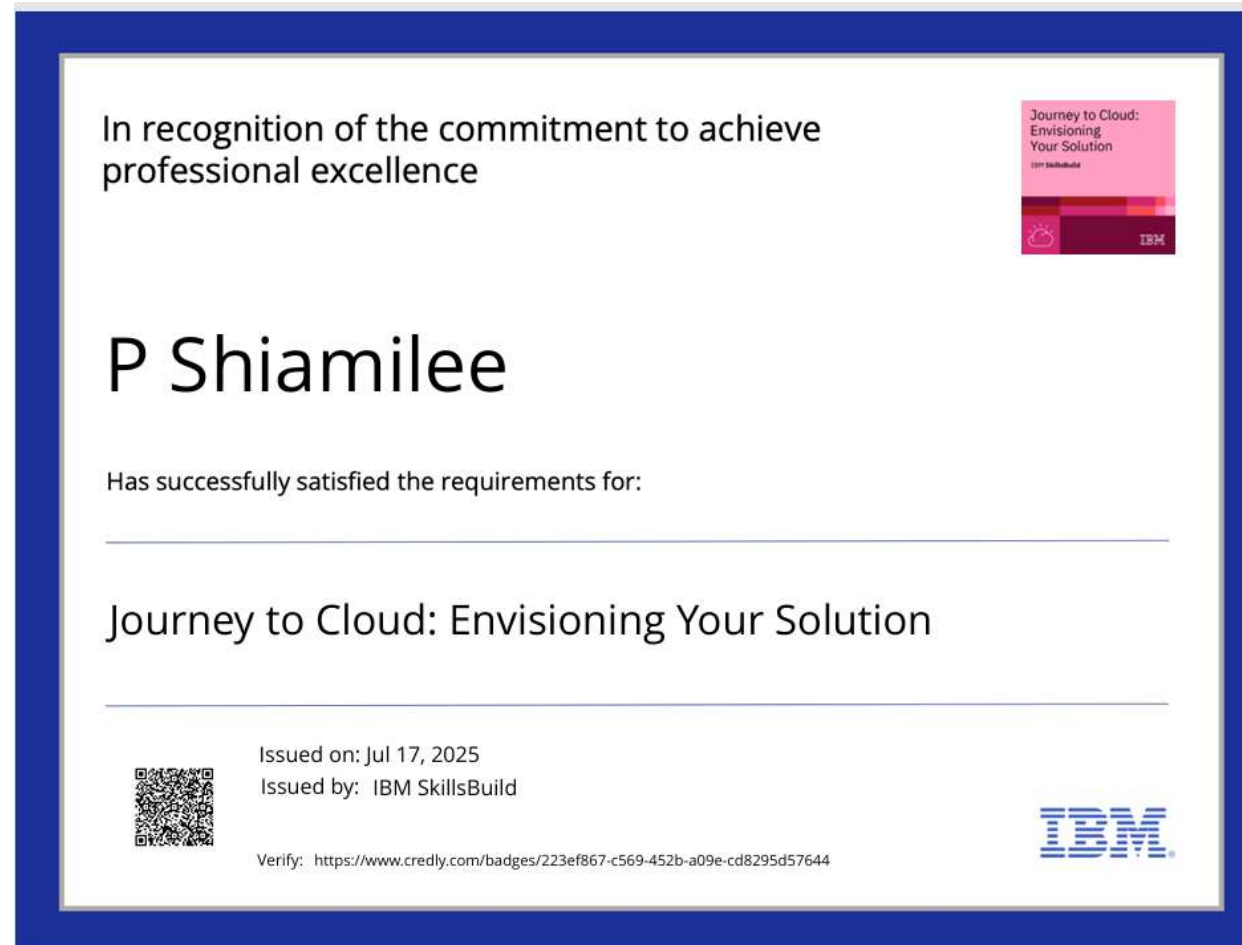 In recognition of the commitment to achieve
professional excellence
Journey to Cloud:
Envisioning
Your Solution
IBM SkillsBuild
IBM
P Shiamilee
Has successfully satisfied the requirements for:
Journey to Cloud: Envisioning Your Solution
Issued on: Jul 17, 2025
Issued by: IBM SkillsBuild
Verify: https://www.credly.com/badges/223ef867-c569-452b-a09e-cd8295d57644
IBM®